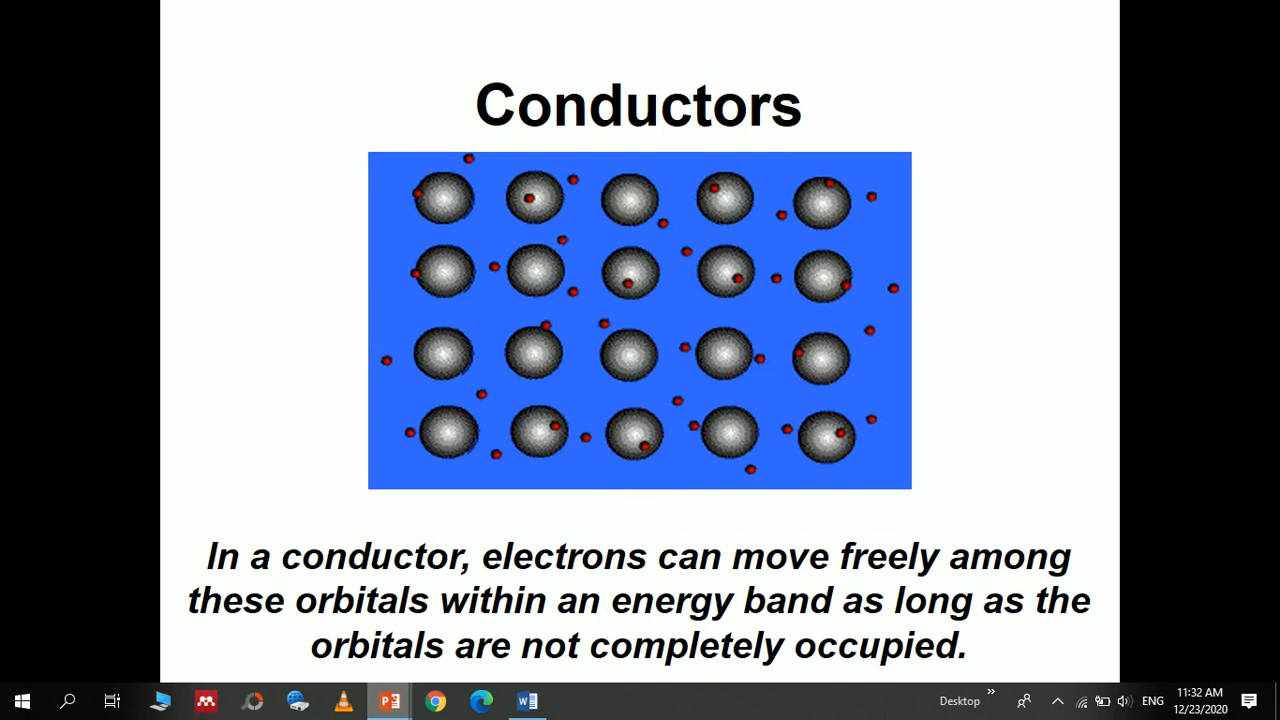 Conductors
In a conductor, electrons can move freely among
these orbitals within an energy band as long as the
orbitals are not completely occupied.
Desktop
»
ENG
11:32 AM
12/23/2020